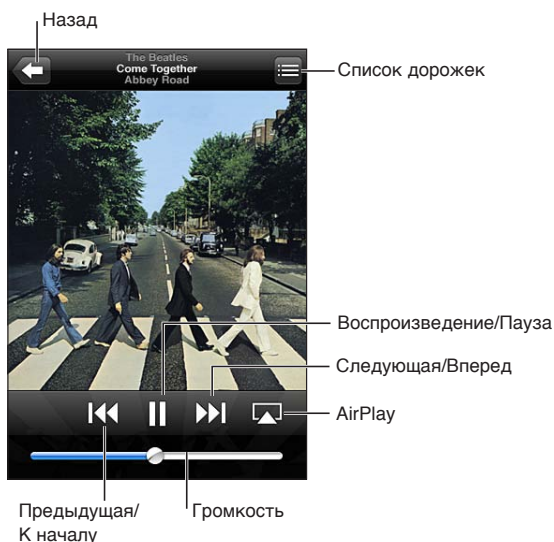 Назад
The Beatles
Come Together
Abbey Road
Список дорожек
Воспроизведение/Пауза
Следующая/Вперед
AirPlay
Предыдущая/
К началу
Громкость